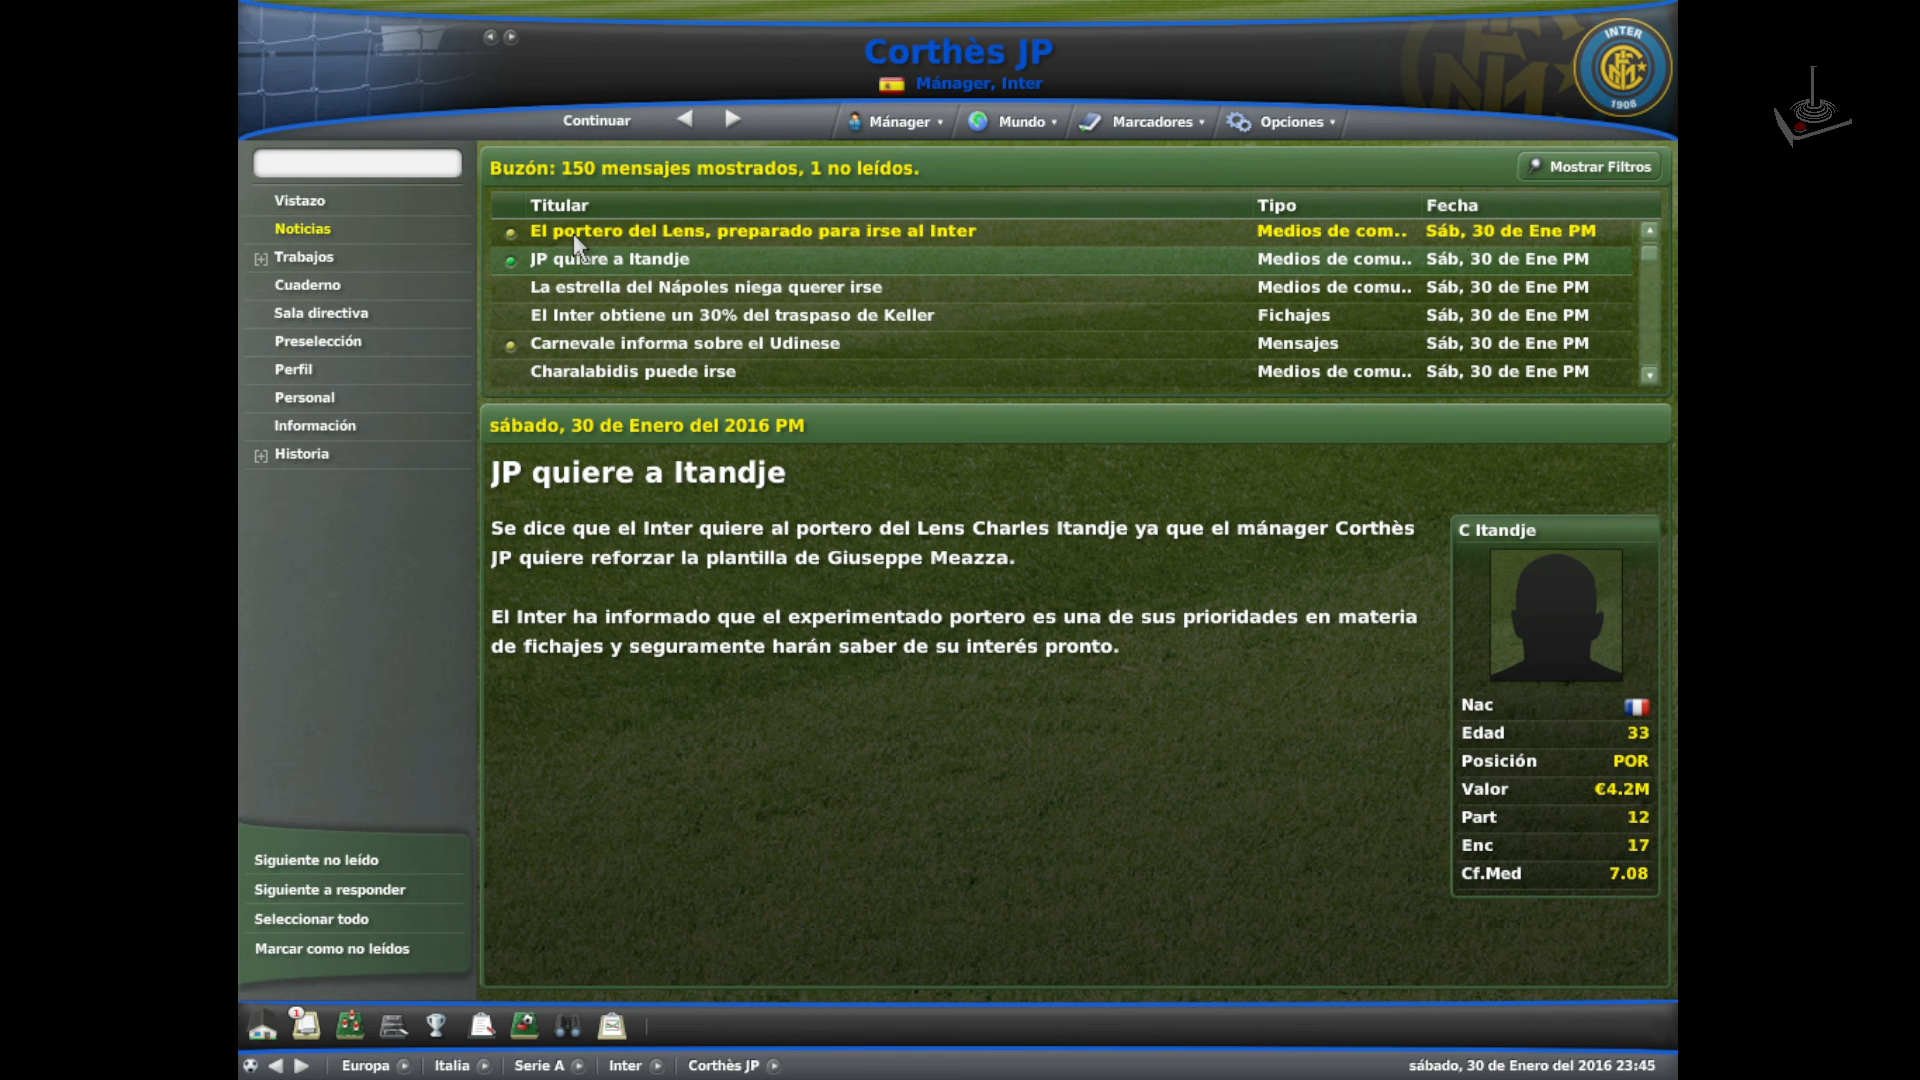 Corthès JP
Mánager, Inter
INTER
1908
Continuar
Mánager
Mundo
Marcadores
Opciones
Buzón: 150 mensajes mostrados, 1 no leídos.
Mostrar Filtros
Titular Tipo Fecha
El portero del Lens, preparado para irse al Inter Medios de com.. Sáb, 30 de Ene PM
JP quiere a Itandje Medios de comu.. Sáb, 30 de Ene PM
La estrella del Nápoles niega querer irse Medios de comu.. Sáb, 30 de Ene PM
El Inter obtiene un 30% del traspaso de Keller Fichajes Sáb, 30 de Ene PM
Carnevale informa sobre el Udinese Mensajes Sáb, 30 de Ene PM
Charalabidis puede irse Medios de comu.. Sáb, 30 de Ene PM
Vistazo
Noticias
[+] Trabajos
Cuaderno
Sala directiva
Preselección
Perfil
Personal
Información
[+] Historia
sábado, 30 de Enero del 2016 PM
JP quiere a Itandje
Se dice que el Inter quiere al portero del Lens Charles Itandje ya que el mánager Corthès
JP quiere reforzar la plantilla de Giuseppe Meazza.
El Inter ha informado que el experimentado portero es una de sus prioridades en materia
de fichajes y seguramente harán saber de su interés pronto.
C Itandje
Nac
Edad 33
Posición POR
Valor €4.2M
Part 12
Enc 17
Cf.Med 7.08
Siguiente no leído
Siguiente a responder
Seleccionar todo
Marcar como no leídos
1
Europa
Italia
Serie A
Inter
Corthès JP
sábado, 30 de Enero del 2016 23:45